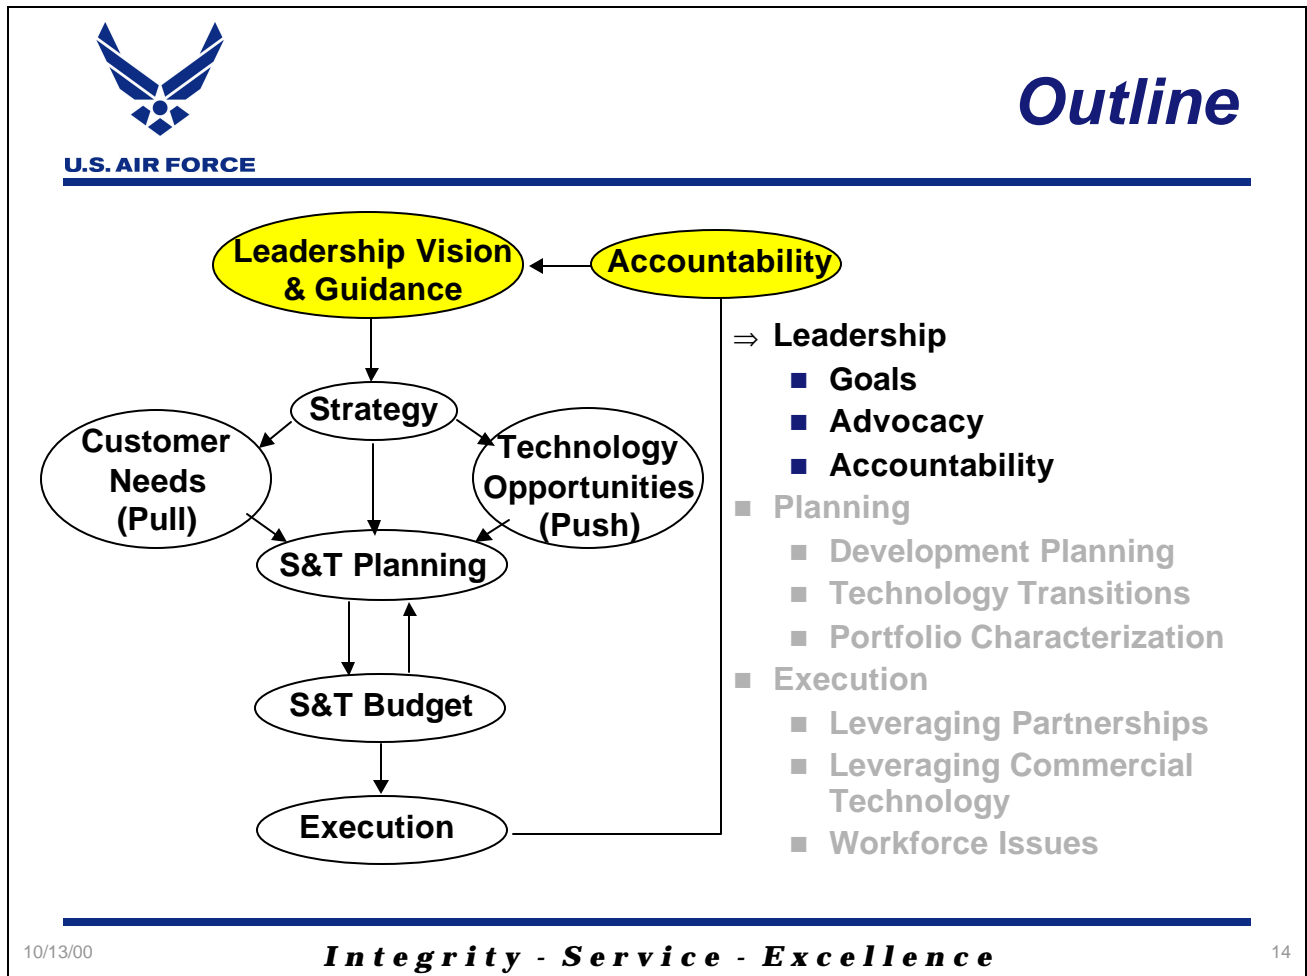 Outline
U.S. AIR FORCE
Leadership Vision
& Guidance
Accountability
Strategy
Customer
Needs
(Pull)
Technology
Opportunities
(Push)
S&T Planning
S&T Budget
Execution
⇒ Leadership
■ Goals
■ Advocacy
■ Accountability
■ Planning
■ Development Planning
■ Technology Transitions
■ Portfolio Characterization
■ Execution
■ Leveraging Partnerships
■ Leveraging Commercial
Technology
■ Workforce Issues
10/13/00
Integrity - Service - Excellence
14